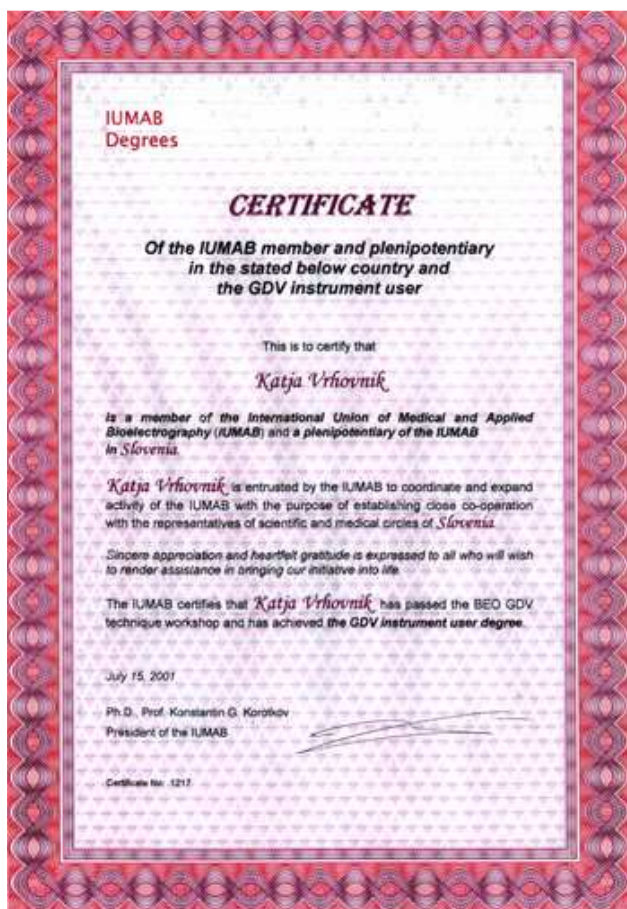 IUMAB
Degrees
CERTIFICATE
Of the IUMAB member and plenipotentiary
in the stated below country and
the GDV instrument user
This is to certify that
Katja Vrhovnik
is a member of the International Union of Medical and Applied
Bioelectrography (IUMAB) and a plenipotentiary of the IUMAB
in Slovenia.
Katja Vrhovnik is entrusted by the IUMAB to coordinate and expand
activity of the IUMAB with the purpose of establishing close co-operation
with the representatives of scientific and medical circles of Slovenia.
Sincere appreciation and heartfelt gratitude is expressed to all who will wish
to render assistance in bringing our initiative into life.
The IUMAB certifies that Katja Vrhovnik has passed the BEO GDV
technique workshop and has achieved the GDV instrument user degree.
July 15, 2001
Ph.D., Prof. Konstantin G. Korotkov
President of the IUMAB
Certificate No. 1217